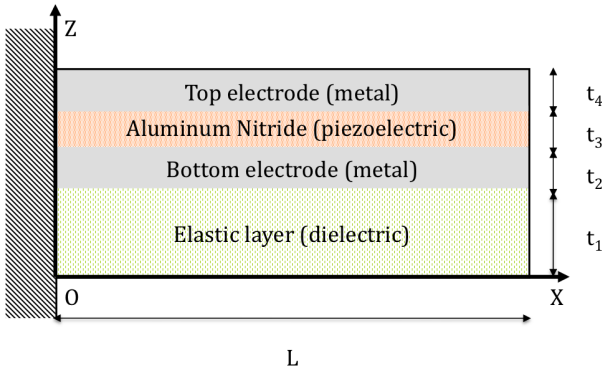 Z
Top electrode (metal)
t4
Aluminum Nitride (piezoelectric)
t3
Bottom electrode (metal)
t2
Elastic layer (dielectric)
t1
O
X
L